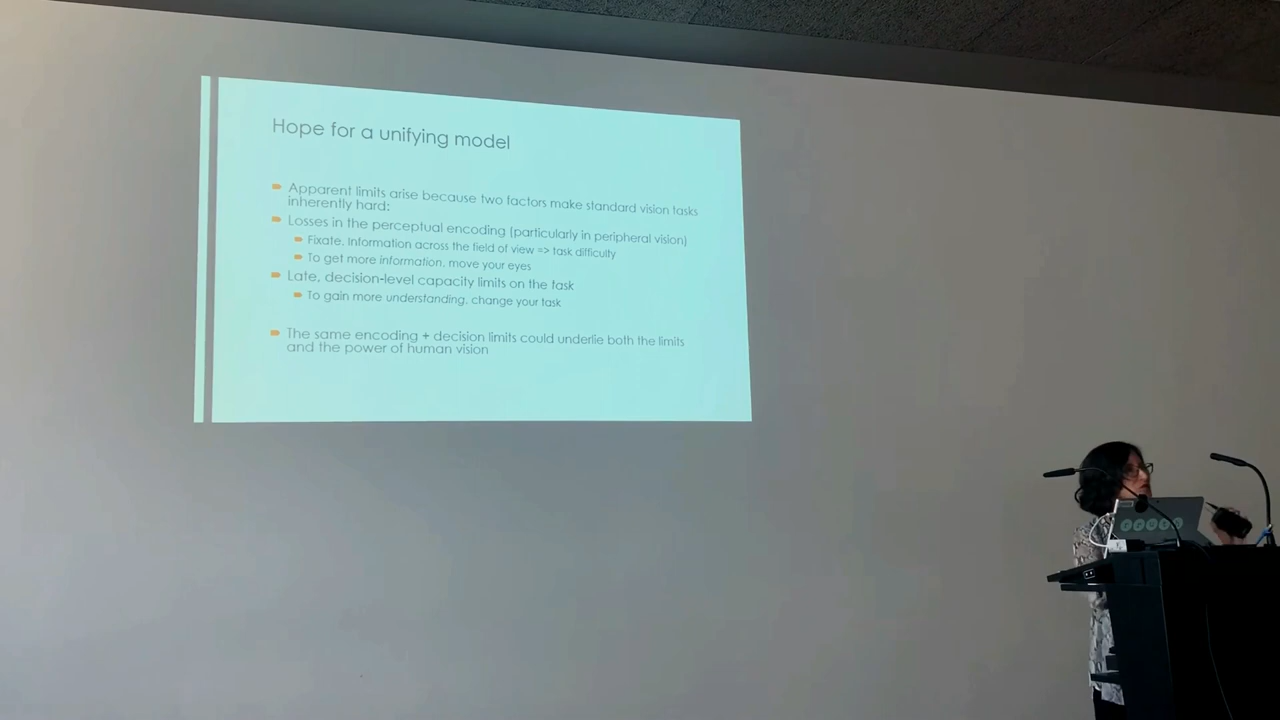 Hope for a unifying model
Apparent limits arise because two factors make standard vision tasks
inherently hard:
Losses in the perceptual encoding (particularly in peripheral vision)
Fixate. Information across the field of view => task difficulty
To get more information, move your eyes
Late, decision-level capacity limits on the task
To gain more understanding, change your task
The same encoding + decision limits could underlie both the limits
and the power of human vision